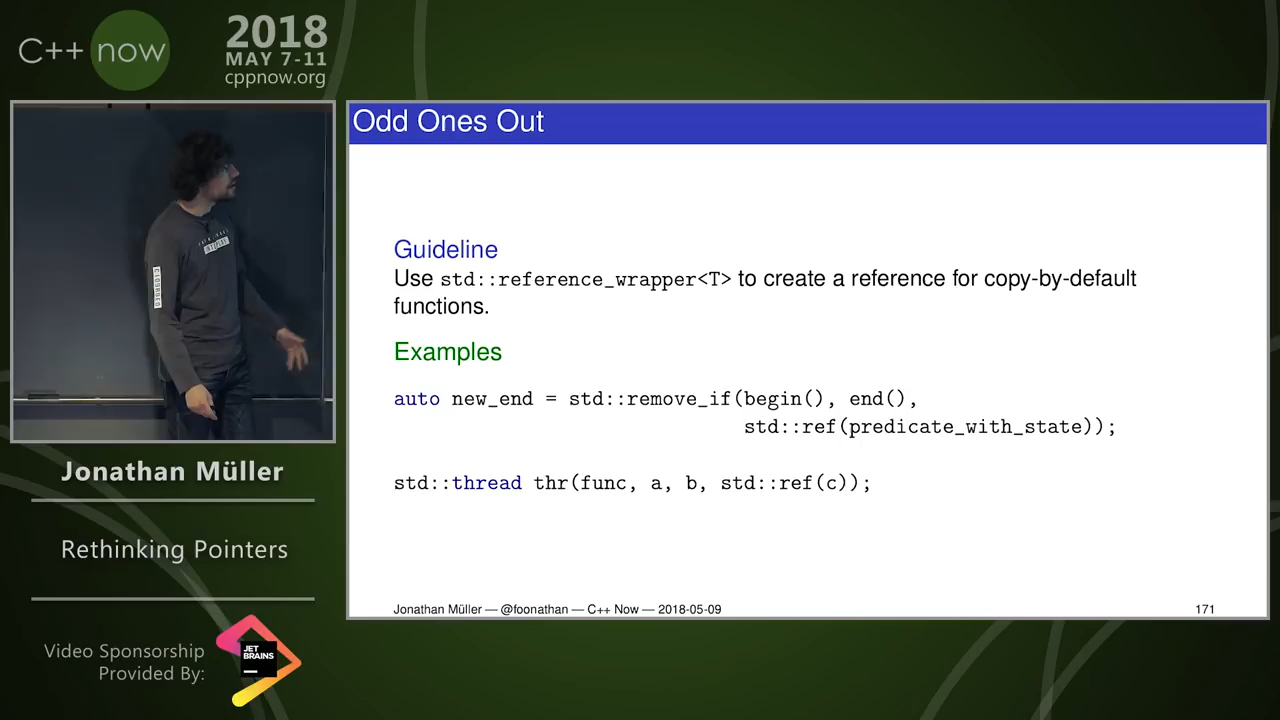 C++ now
2018
MAY 7-11
cppnow.org
Odd Ones Out
Guideline
Use std::reference_wrapper<T> to create a reference for copy-by-default
functions.
Examples
auto new_end = std::remove_if(begin(), end(),
std::ref(predicate_with_state));
std::thread thr(func, a, b, std::ref(c));
Jonathan Müller — @foonathan — C++ Now — 2018-05-09
171
Jonathan Müller
Rethinking Pointers
Video Sponsorship
Provided By:
JET
BRAINS